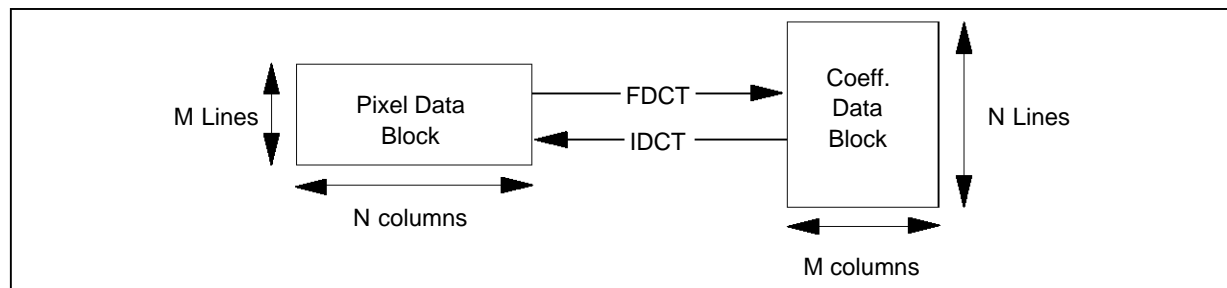 M Lines
Pixel Data
Block
N columns
FDCT
IDCT
Coeff.
Data
Block
N Lines
M columns